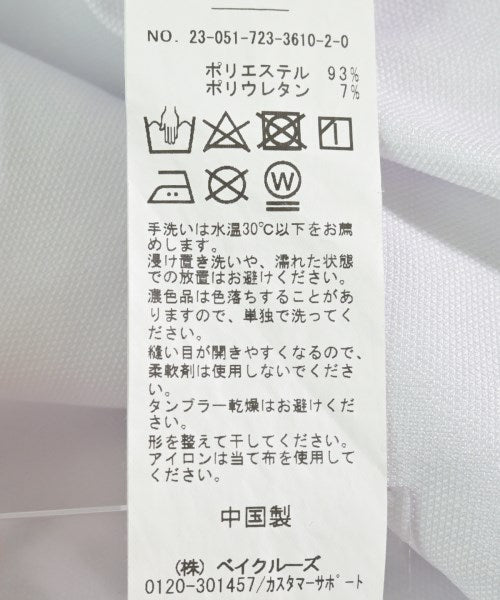 NO. 23-051-723-3610-2-0
ポリエステル 93%
ポリウレタン 7%
W
手洗いは水温30℃以下をお薦
めします。
浸け置き洗いや、濡れた状態
での放置はお避けください。
濃色品は色落ちすることがあ
りますので、単独で洗ってく
ださい。
縫い目が開きやすくなるので、
柔軟剤は使用しないでくださ
い。
タンブラー乾燥はお避けくだ
さい。
形を整えて干してください。
アイロンは当て布を使用して
ください。
中国製
(株) ベイクルーズ
0120-301457/カスタマーサポート